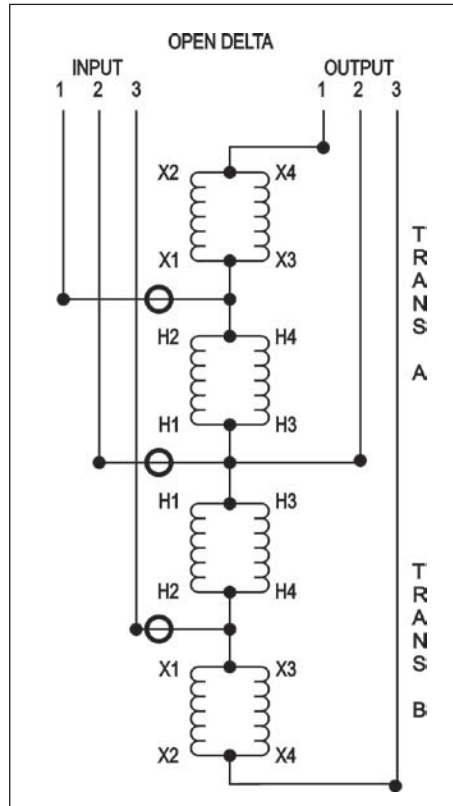 OPEN DELTA
INPUT OUTPUT
1 2 3 1 2 3
X2 X4
X1 X3
H2 H4
H1 H3
H1 H3
H2 H4
X1 X3
X2 X4
TRANS A
TRANS B